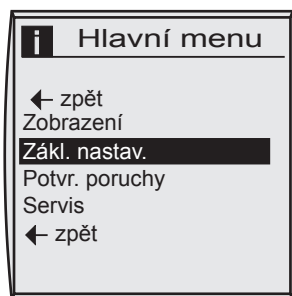 i Hlavní menu
← zpět
Zobrazení
Zákl. nastav.
Potvr. poruchy
Servis
← zpět